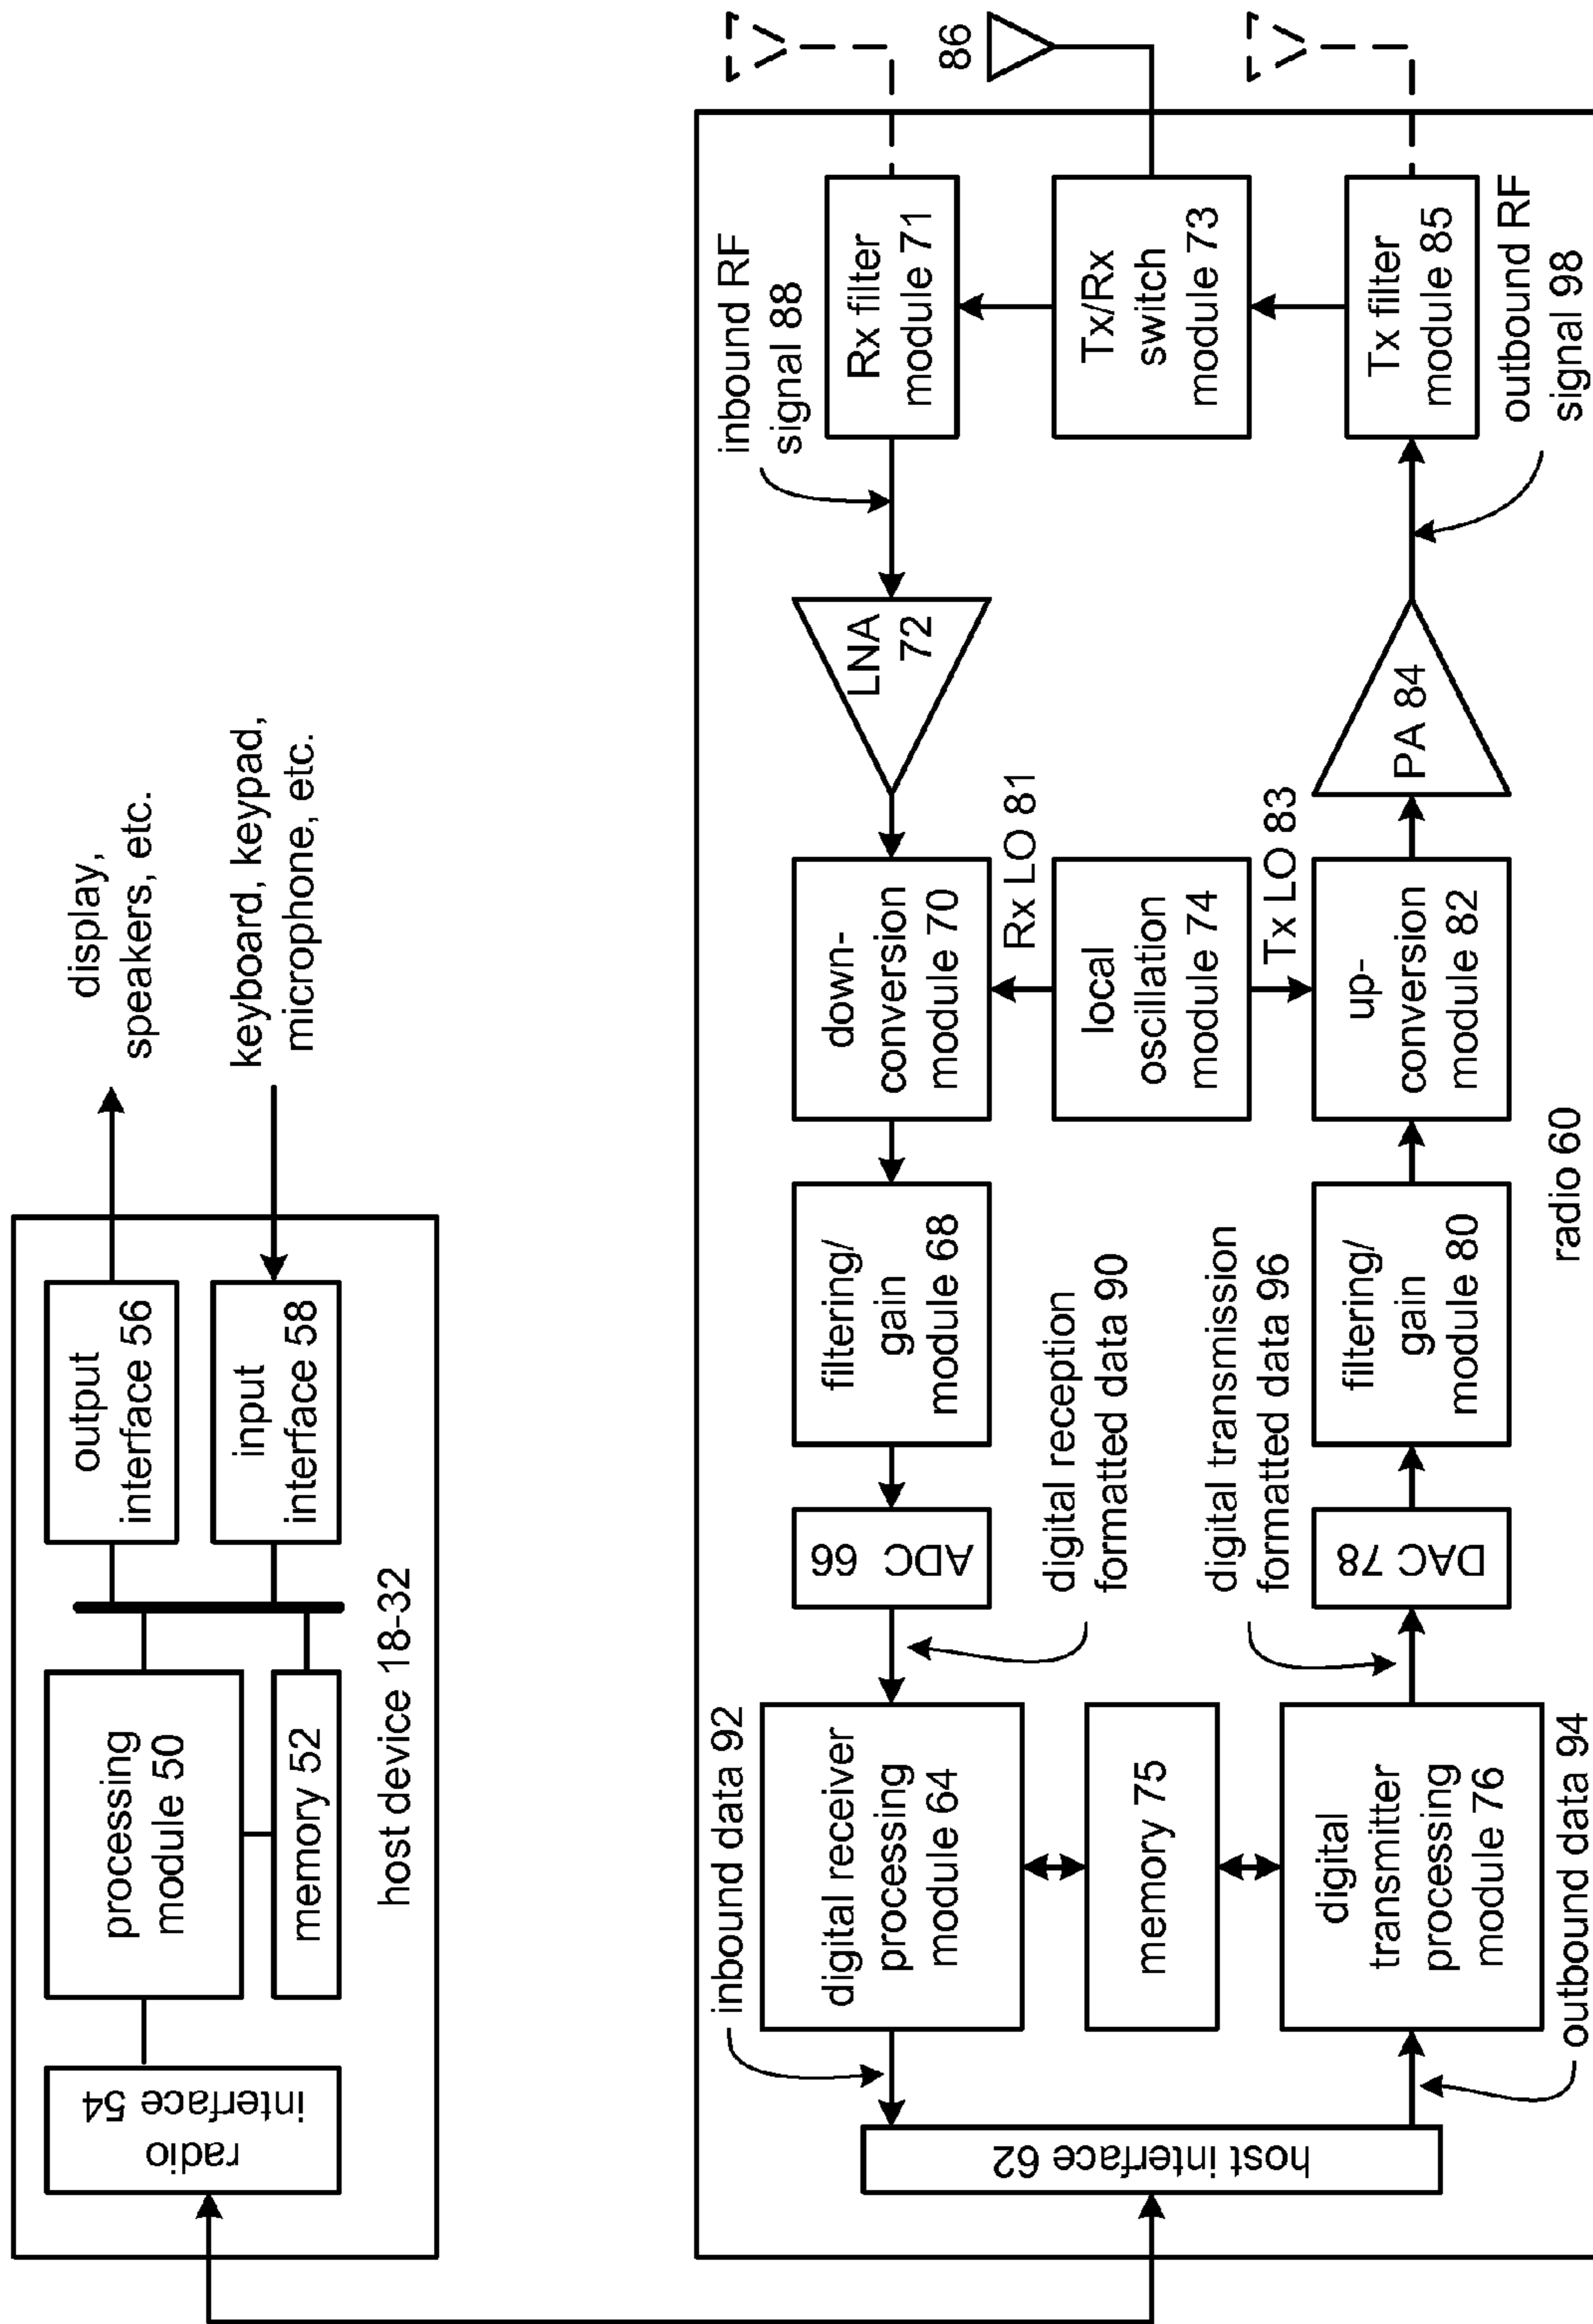 display,
speakers, etc.
keyboard, keypad,
microphone, etc.
output
interface 56
input
interface 58
processing
module 50
memory 52
radio
interface 54
host device 18-32
inbound RF
signal 88
Rx filter
module 71
86
Tx/Rx
switch
module 73
Tx filter
module 85
outbound RF
signal 98
LNA
72
PA 84
down-
conversion
module 70
Rx LO 81
local
oscillation
module 74
Tx LO 83
up-
conversion
module 82
filtering/
gain
module 68
filtering/
gain
module 80
radio 60
ADC 66
digital reception
formatted data 90
digital transmission
formatted data 96
DAC 78
inbound data 92
digital receiver
processing
module 64
memory 75
digital
transmitter
processing
module 76
outbound data 94
host interface 62